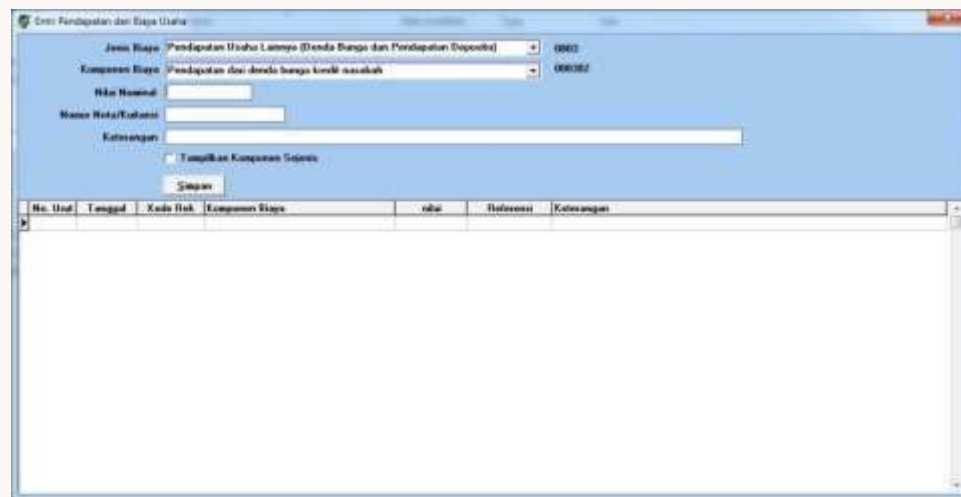 Entri Pendapatan dan Biaya Usaha
Jenis Biaya Pendapatan Usaha Lainnya (Denda Bunga dan Pendapatan Deposito) 0803
Komponen Biaya Pendapatan dari denda bunga kredit nasabah 080302
Nilai Nominal
Nomor Nota/Kuitansi
Keterangan
Tampilkan Komponen Sejenis
Simpan
No. Urut Tanggal Kode Rek Komponen Biaya nilai Referensi Keterangan